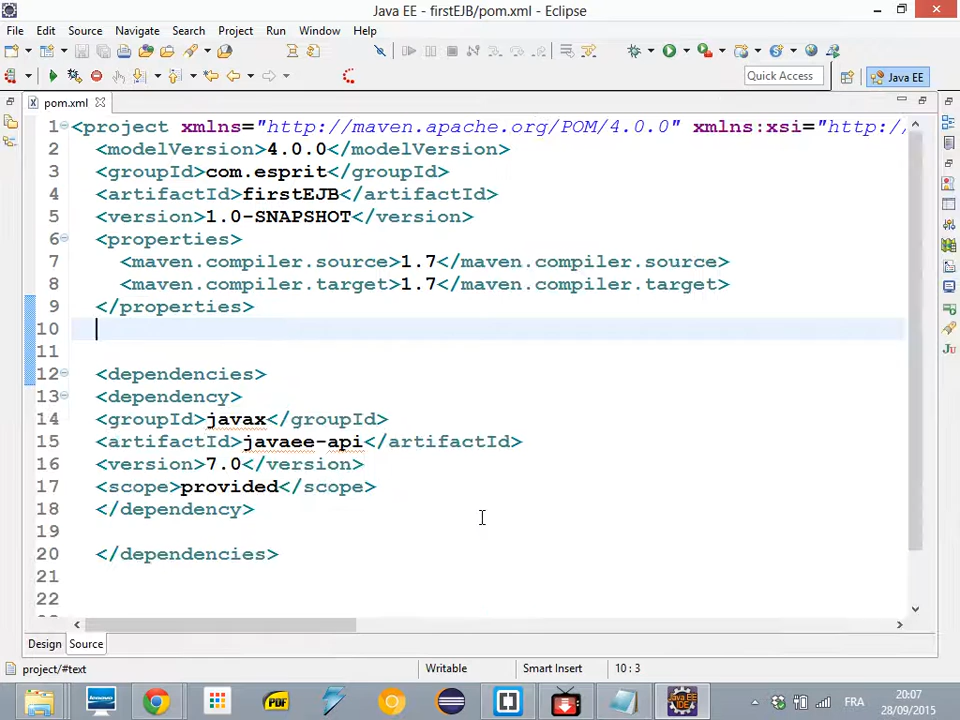 Java EE - firstEJB/pom.xml - Eclipse
File Edit Source Navigate Search Project Run Window Help
Quick Access
Java EE
pom.xml
1 <project xmlns="http://maven.apache.org/POM/4.0.0" xmlns:xsi="http:/
2 <modelVersion>4.0.0</modelVersion>
3 <groupId>com.esprit</groupId>
4 <artifactId>firstEJB</artifactId>
5 <version>1.0-SNAPSHOT</version>
6 <properties>
7 <maven.compiler.source>1.7</maven.compiler.source>
8 <maven.compiler.target>1.7</maven.compiler.target>
9 </properties>
10
11
12 <dependencies>
13 <dependency>
14 <groupId>javax</groupId>
15 <artifactId>javaee-api</artifactId>
16 <version>7.0</version>
17 <scope>provided</scope>
18 </dependency>
19
20 </dependencies>
21
22
Design Source
project/#text
Writable
Smart Insert
10 : 3
FRA
20:07
28/09/2015